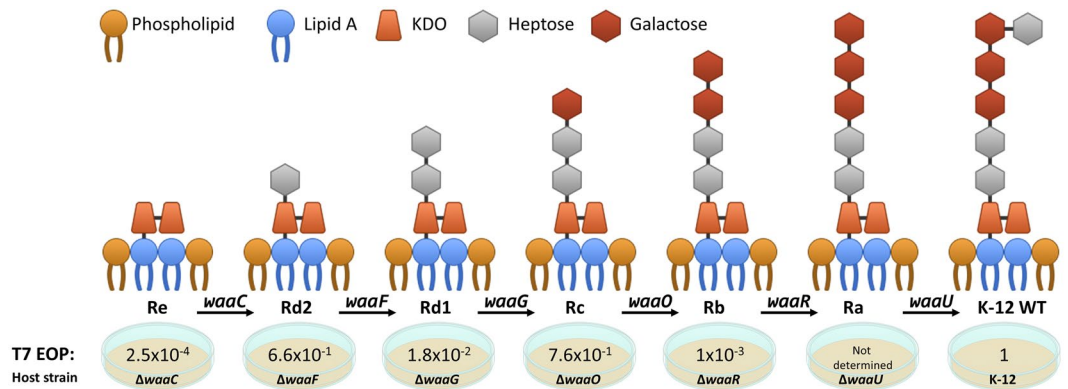 Phospholipid Lipid A KDO Heptose Galactose
Re waaC Rd2 waaF Rd1 waaG Rc waaO Rb waaR Ra waaU K-12 WT
T7 EOP: 2.5x10-4 6.6x10-1 1.8x10-2 7.6x10-1 1x10-3 Not determined 1
Host strain ΔwaaC ΔwaaF ΔwaaG ΔwaaO ΔwaaR ΔwaaU K-12